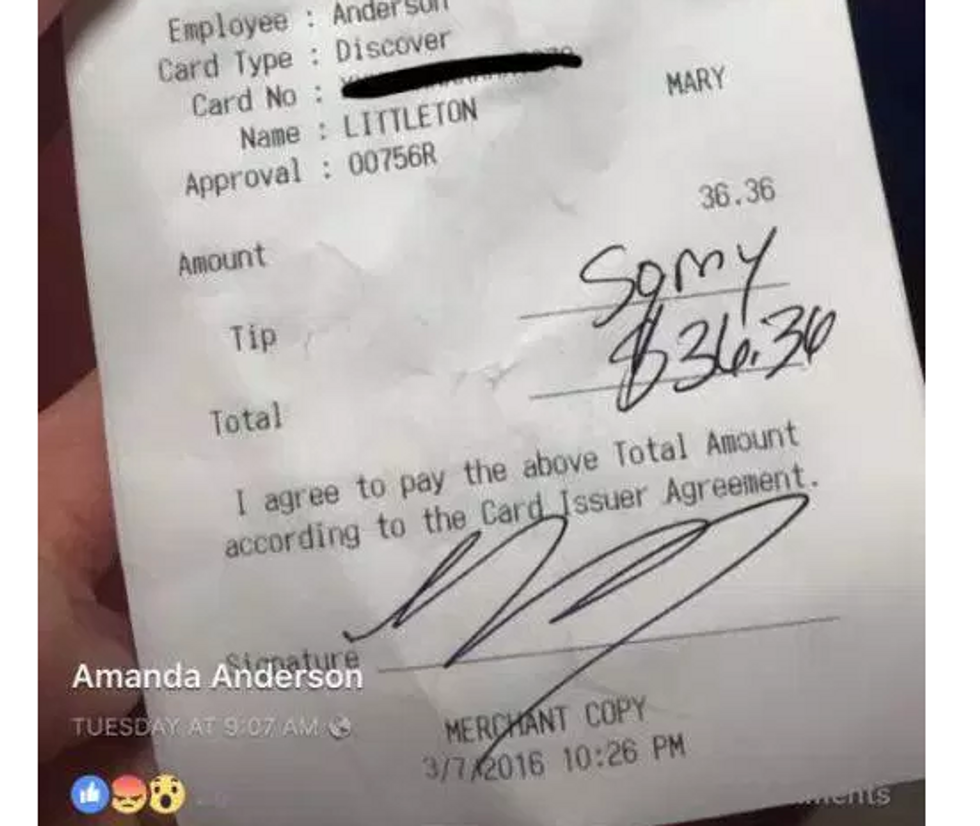 Employee : Anderson
Card Type : Discover
Card No :
Name : LITTLETON MARY
Approval : 00756R
Amount 36.36
Tip Sorry
Total $36.36
I agree to pay the above Total Amount
according to the Card Issuer Agreement.
Signature
Amanda Anderson
TUESDAY AT 9:07 AM
MERCHANT COPY
3/7/2016 10:26 PM